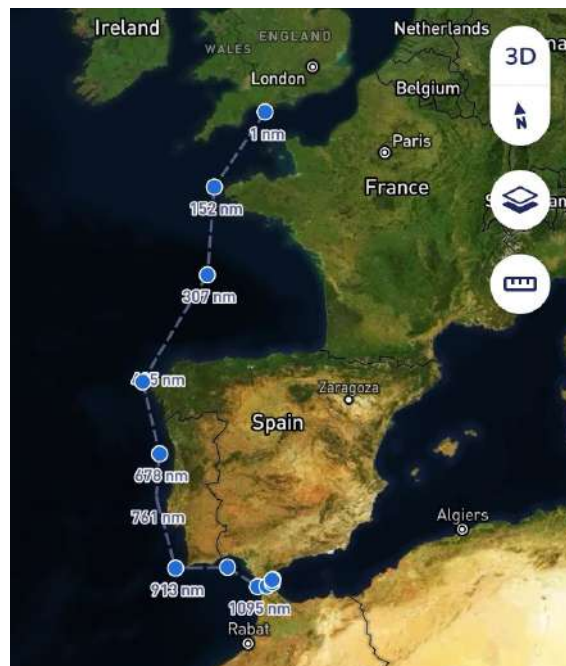 Ireland
Netherlands
WALES
ENGLAND
3D
London
Belgium
N
1 nm
Paris
France
152 nm
307 nm
Zaragoza
Spain
678 nm
761 nm
Algiers
913 nm
1095 nm
Rabat